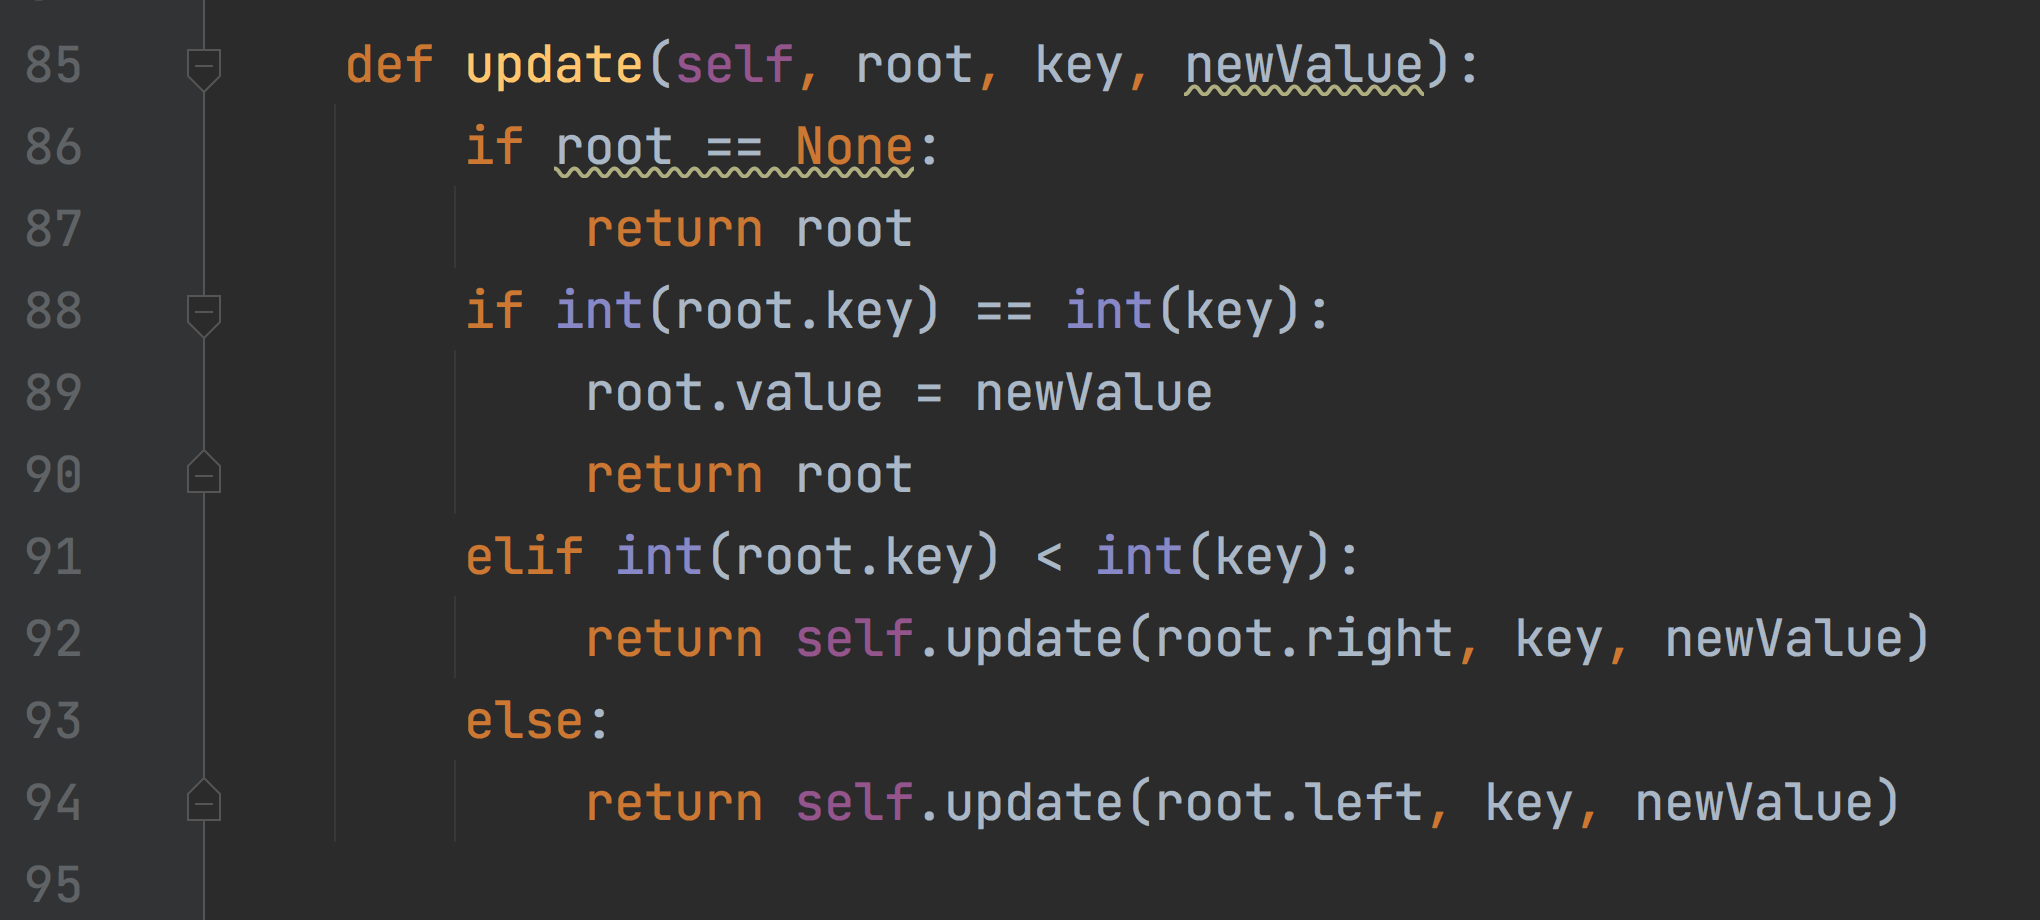 85 def update(self, root, key, newValue):
86 if root == None:
87 return root
88 if int(root.key) == int(key):
89 root.value = newValue
90 return root
91 elif int(root.key) < int(key):
92 return self.update(root.right, key, newValue)
93 else:
94 return self.update(root.left, key, newValue)
95